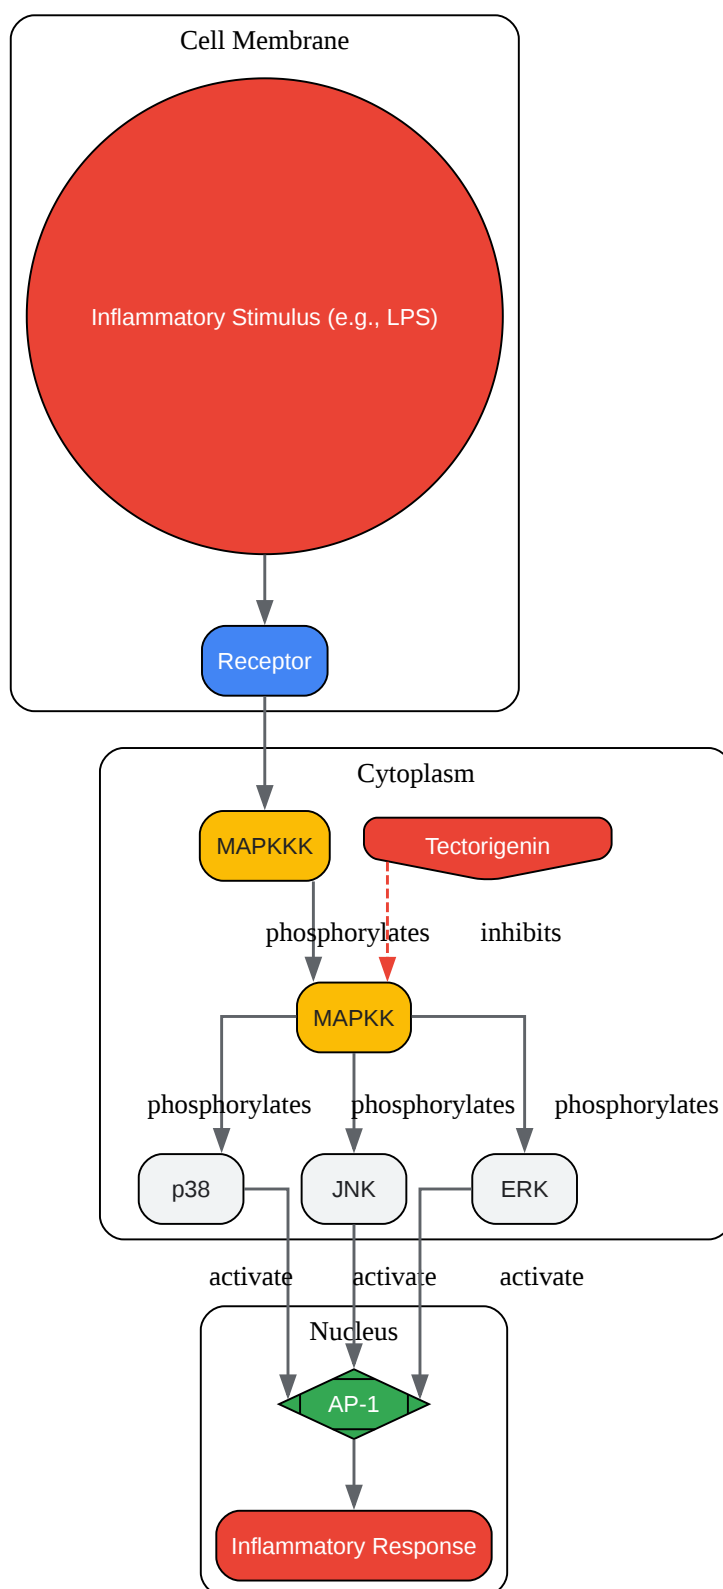 Cell Membrane
Inflammatory Stimulus (e.g., LPS)
Receptor
Cytoplasm
MAPKKK
Tectorigenin
phosphorylates
inhibits
MAPKK
phosphorylates
phosphorylates
phosphorylates
p38
JNK
ERK
activate
activate
activate
Nucleus
AP-1
Inflammatory Response